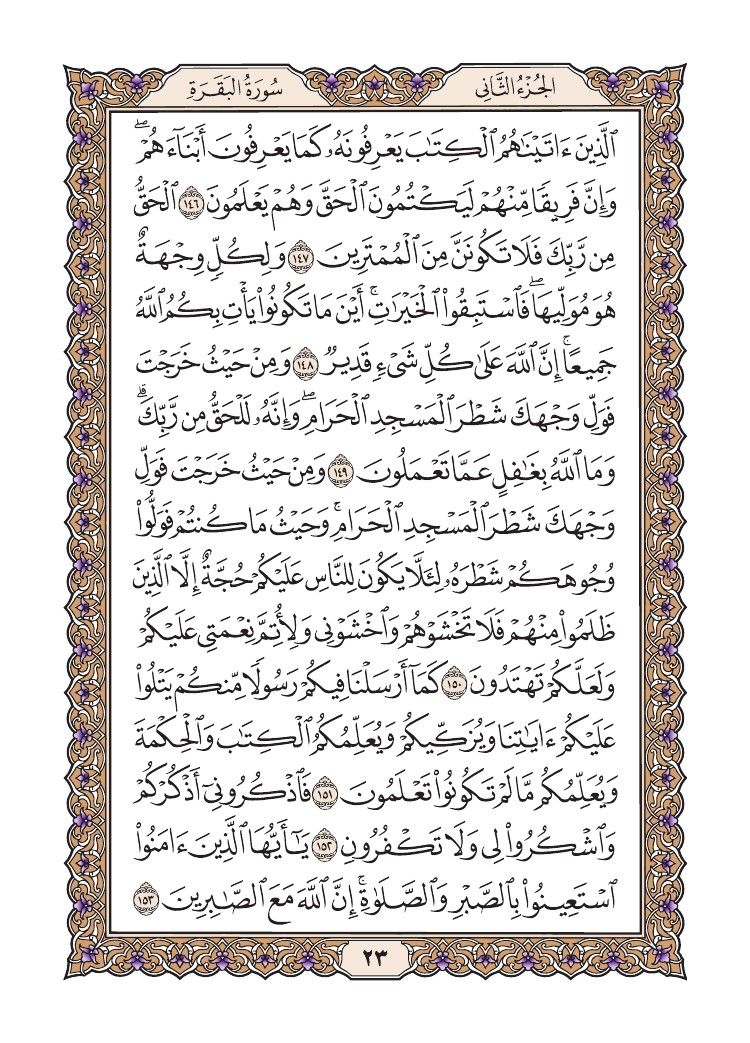 الجُزْءُ الثَّانِي
سُورَةُ البَقَرَةِ
ٱلَّذِينَ ءَاتَيْنَٰهُمُ ٱلْكِتَٰبَ يَعْرِفُونَهُۥ كَمَا يَعْرِفُونَ أَبْنَآءَهُمْۖ
وَإِنَّ فَرِيقًا مِّنْهُمْ لَيَكْتُمُونَ ٱلْحَقَّ وَهُمْ يَعْلَمُونَ ١٤٦ ٱلْحَقُّ
مِن رَّبِّكَ فَلَا تَكُونَنَّ مِنَ ٱلْمُمْتَرِينَ ١٤٧ وَلِكُلٍّ وِجْهَةٌ
هُوَ مُوَلِّيهَاۖ فَٱسْتَبِقُوا۟ ٱلْخَيْرَٰتِۚ أَيْنَ مَا تَكُونُوا۟ يَأْتِ بِكُمُ ٱللَّهُ
جَمِيعًاۚ إِنَّ ٱللَّهَ عَلَىٰ كُلِّ شَىْءٍ قَدِيرٌ ١٤٨ وَمِنْ حَيْثُ خَرَجْتَ
فَوَلِّ وَجْهَكَ شَطْرَ ٱلْمَسْجِدِ ٱلْحَرَامِۖ وَإِنَّهُۥ لَلْحَقُّ مِن رَّبِّكَۗ
وَمَا ٱللَّهُ بِغَٰفِلٍ عَمَّا تَعْمَلُونَ ١٤٩ وَمِنْ حَيْثُ خَرَجْتَ فَوَلِّ
وَجْهَكَ شَطْرَ ٱلْمَسْجِدِ ٱلْحَرَامِۚ وَحَيْثُ مَا كُنتُمْ فَوَلُّوا۟
وُجُوهَكُمْ شَطْرَهُۥ لِئَلَّا يَكُونَ لِلنَّاسِ عَلَيْكُمْ حُجَّةٌ إِلَّا ٱلَّذِينَ
ظَلَمُوا۟ مِنْهُمْ فَلَا تَخْشَوْهُمْ وَٱخْشَوْنِى وَلِأُتِمَّ نِعْمَتِى عَلَيْكُمْ
وَلَعَلَّكُمْ تَهْتَدُونَ ١٥٠ كَمَآ أَرْسَلْنَا فِيكُمْ رَسُولًا مِّنكُمْ يَتْلُوا۟
عَلَيْكُمْ ءَايَٰتِنَا وَيُزَكِّيكُمْ وَيُعَلِّمُكُمُ ٱلْكِتَٰبَ وَٱلْحِكْمَةَ
وَيُعَلِّمُكُم مَّا لَمْ تَكُونُوا۟ تَعْلَمُونَ ١٥١ فَٱذْكُرُونِىٓ أَذْكُرْكُمْ
وَٱشْكُرُوا۟ لِى وَلَا تَكْفُرُونِ ١٥٢ يَٰٓأَيُّهَا ٱلَّذِينَ ءَامَنُوا۟
ٱسْتَعِينُوا۟ بِٱلصَّبْرِ وَٱلصَّلَوٰةِۚ إِنَّ ٱللَّهَ مَعَ ٱلصَّٰبِرِينَ ١٥٣
٢٣